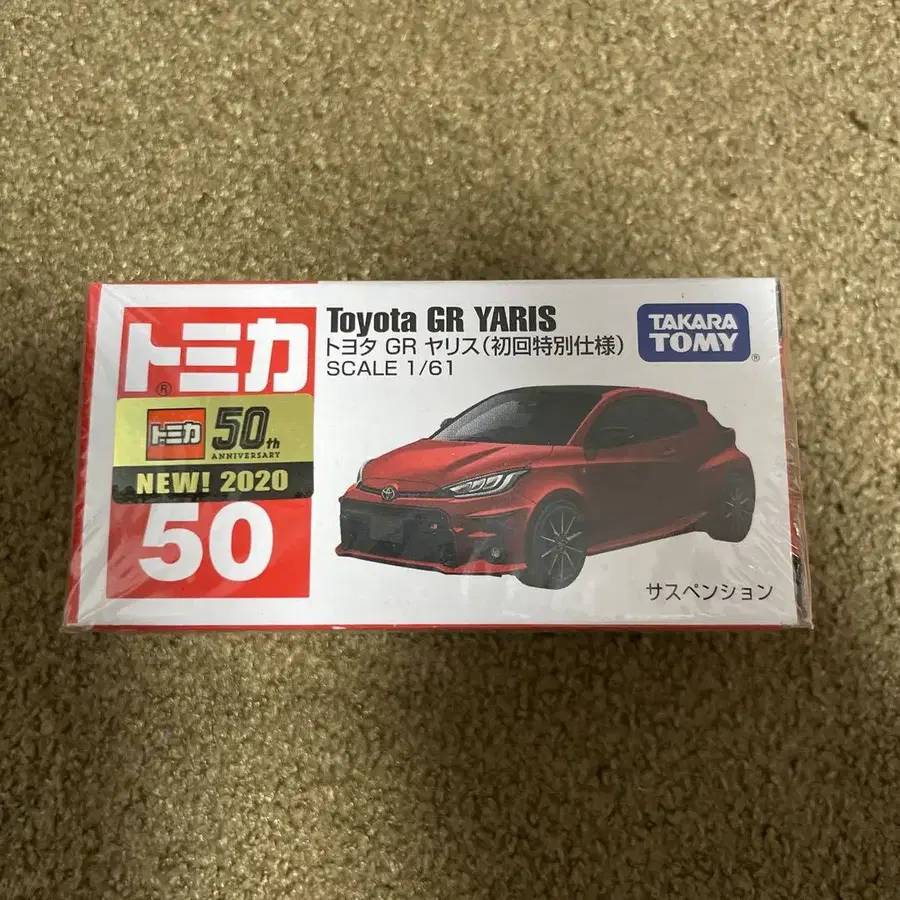 トミカ
®
トミカ 50th
ANNIVERSARY
NEW! 2020
50
Toyota GR YARIS
トヨタ GR ヤリス(初回特別仕様)
SCALE 1/61
TAKARA
TOMY
®
サスペンション